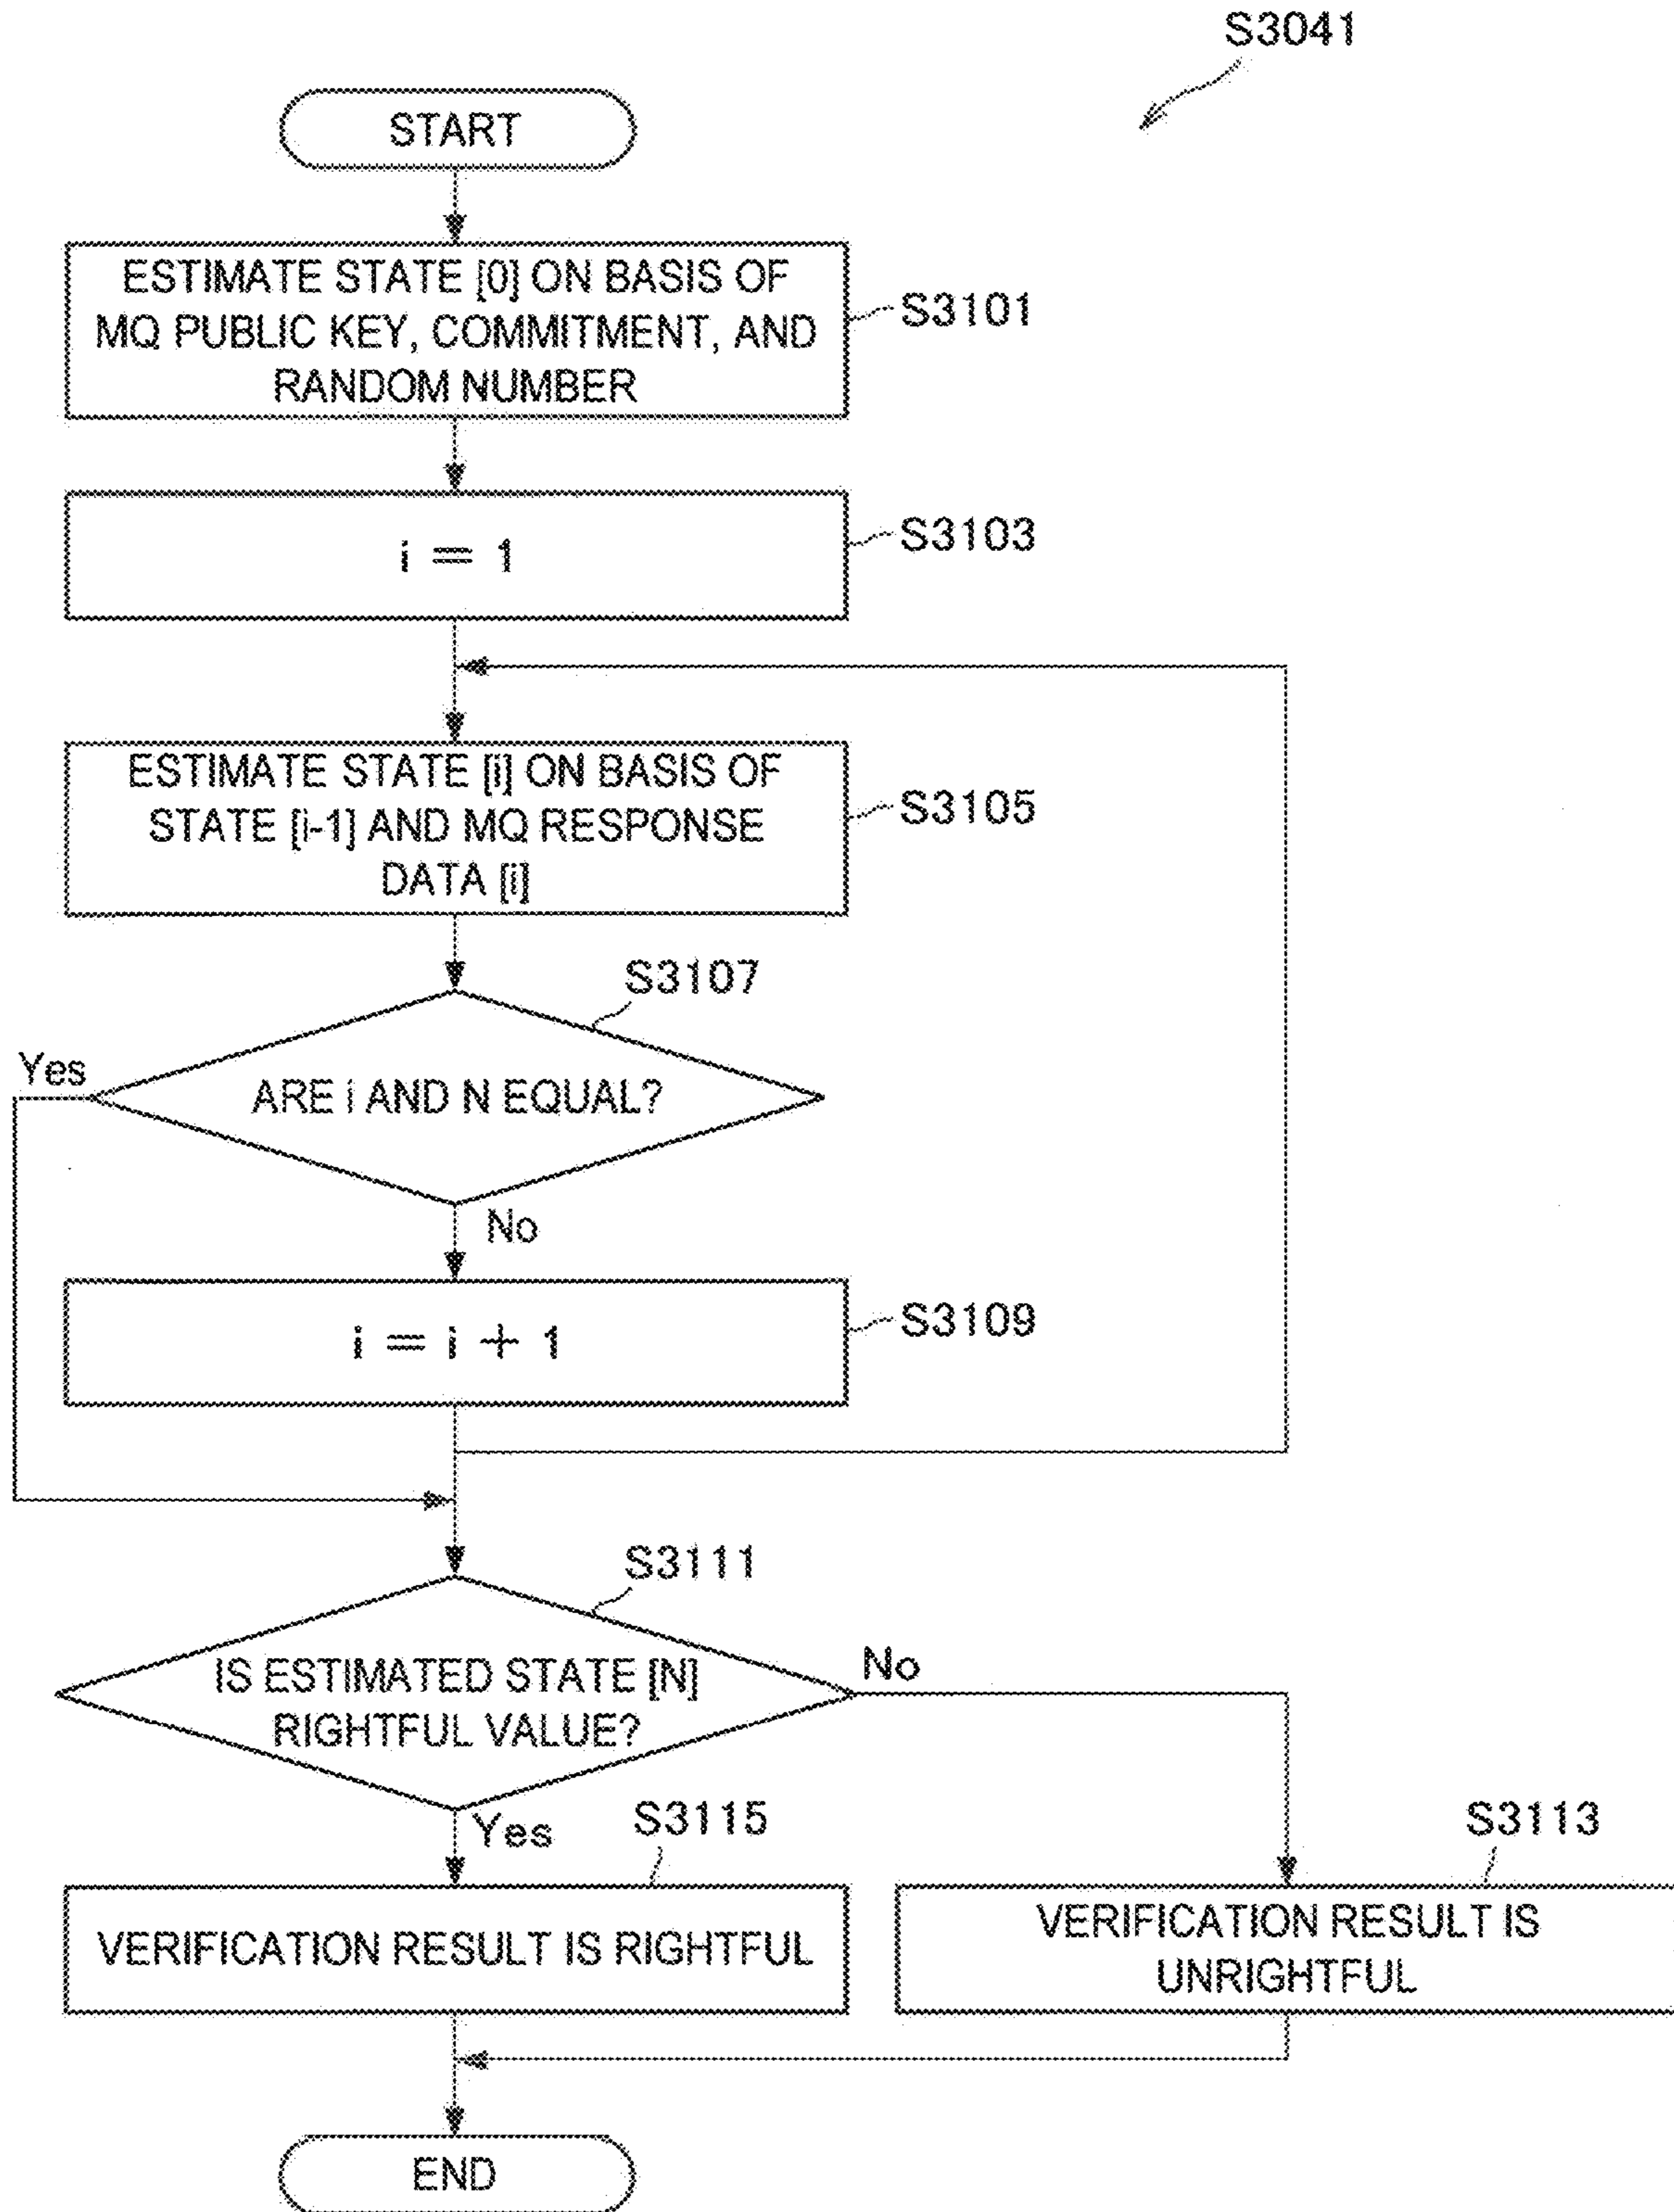 S3041
START
ESTIMATE STATE [0] ON BASIS OF
MQ PUBLIC KEY, COMMITMENT, AND
RANDOM NUMBER
S3101
i = 1
S3103
ESTIMATE STATE [i] ON BASIS OF
STATE [i-1] AND MQ RESPONSE
DATA [i]
S3105
S3107
Yes
ARE i AND N EQUAL?
No
i = i + 1
S3109
S3111
IS ESTIMATED STATE [N]
RIGHTFUL VALUE?
No
Yes
S3115
S3113
VERIFICATION RESULT IS RIGHTFUL
VERIFICATION RESULT IS
UNRIGHTFUL
END